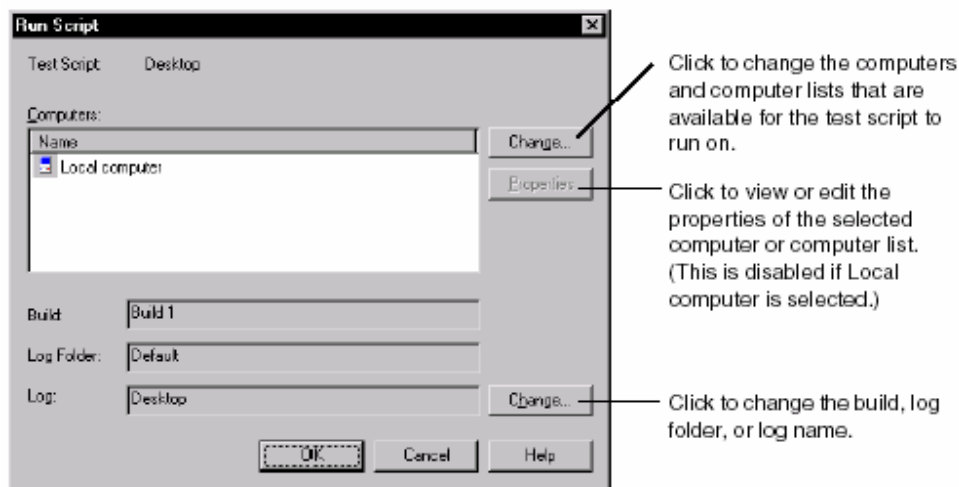 Run Script
Test Script: Desktop
Computers:
Name
Local computer
Change...
Properties
Build: Build 1
Log Folder: Default
Log: Desktop
Change...
OK Cancel Help
Click to change the computers
and computer lists that are
available for the test script to
run on.
Click to view or edit the
properties of the selected
computer or computer list.
(This is disabled if Local
computer is selected.)
Click to change the build, log
folder, or log name.